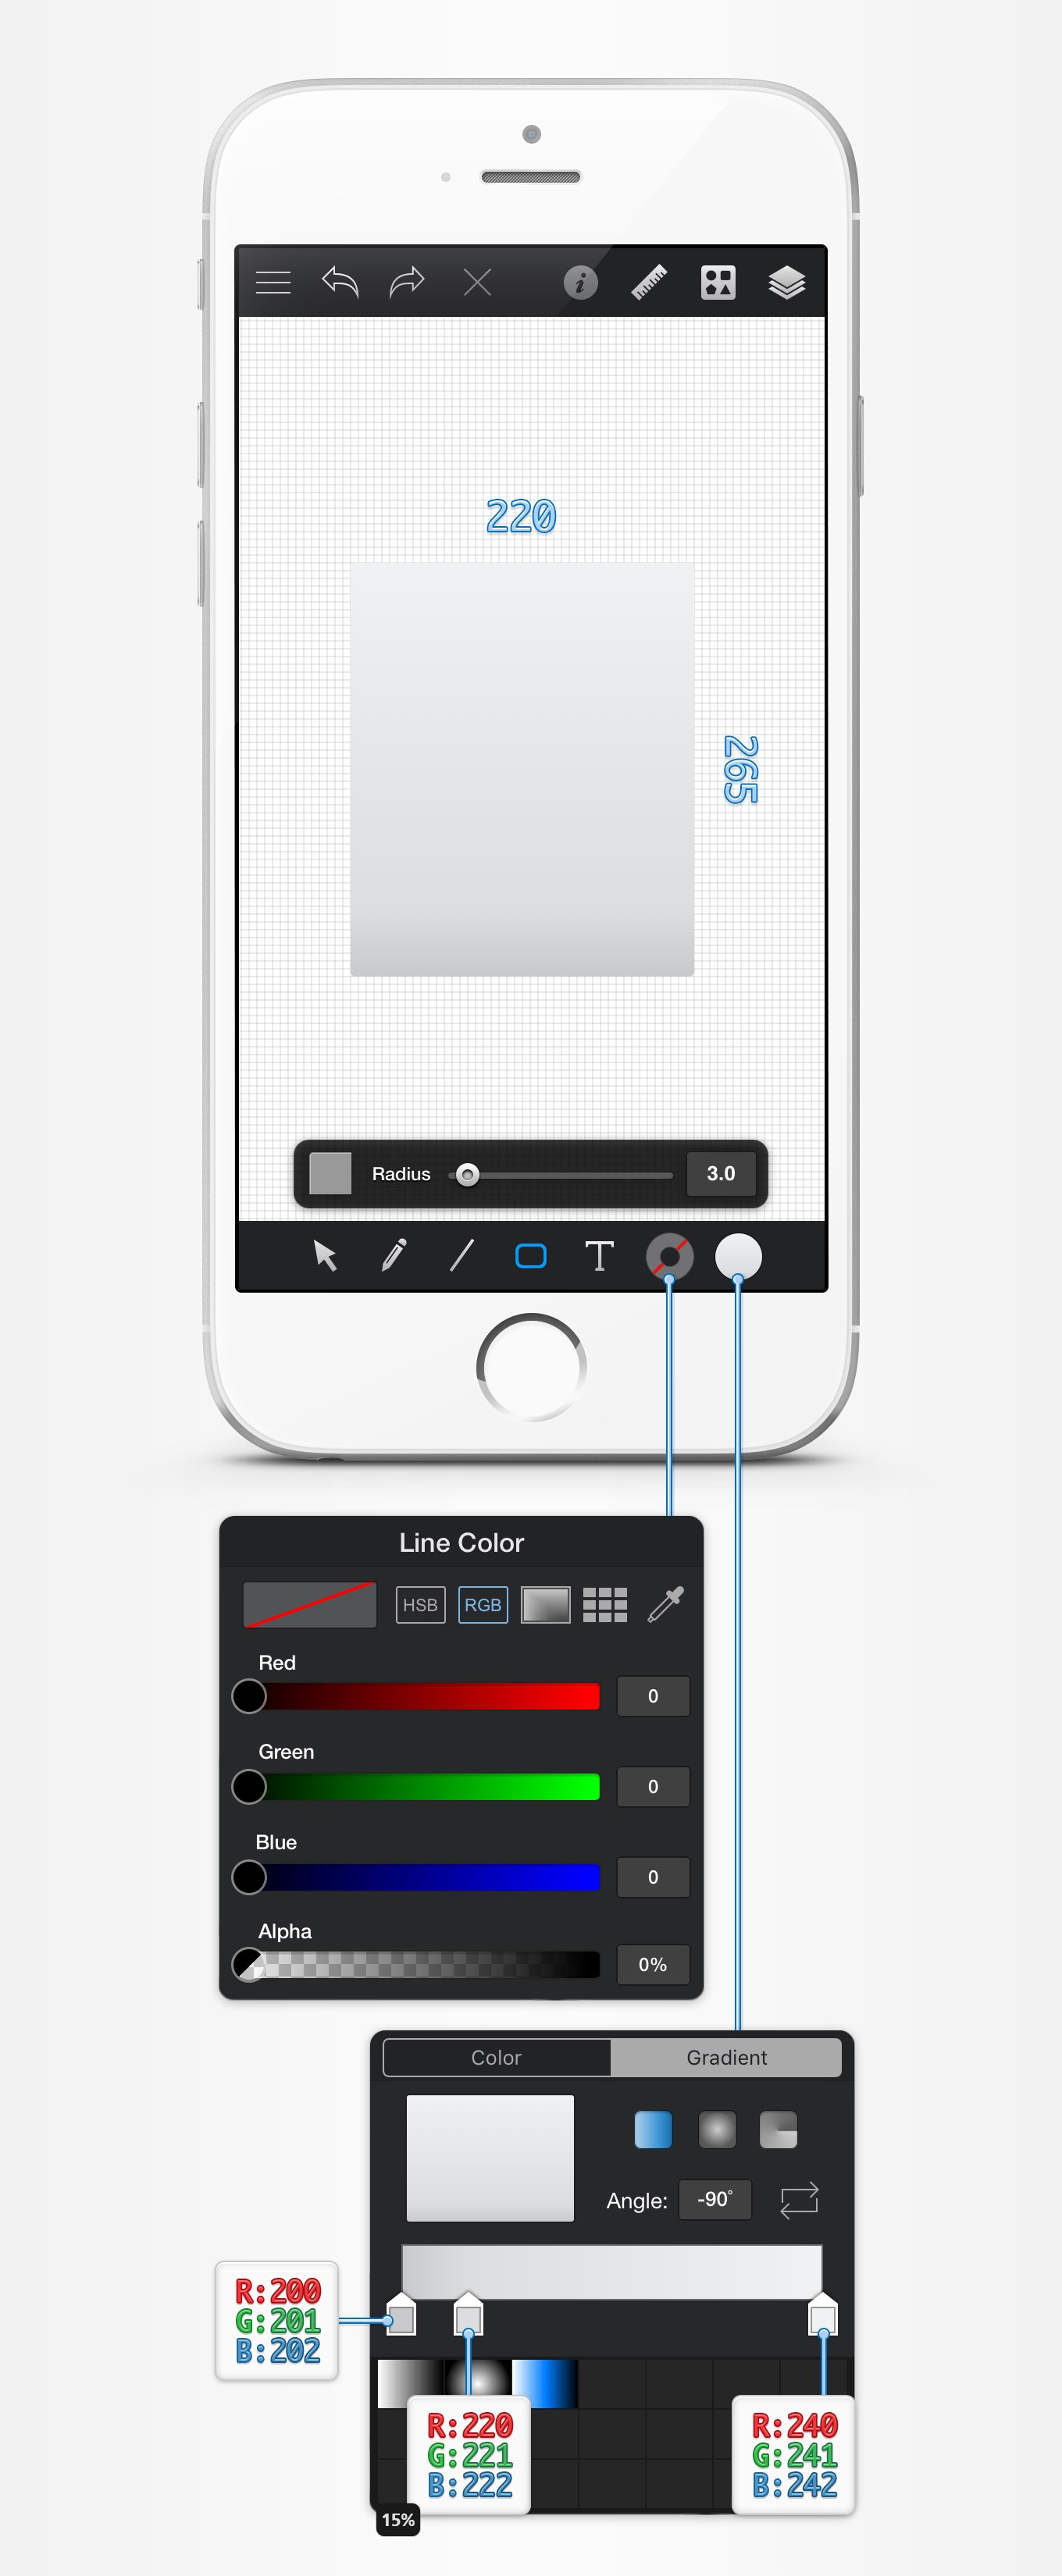 220
265
Radius
3.0
T
Line Color
HSB
RGB
Red
0
Green
0
Blue
0
Alpha
0%
Color
Gradient
Angle:
-90°
R:200
G:201
B:202
R:220
G:221
B:222
R:240
G:241
B:242
15%